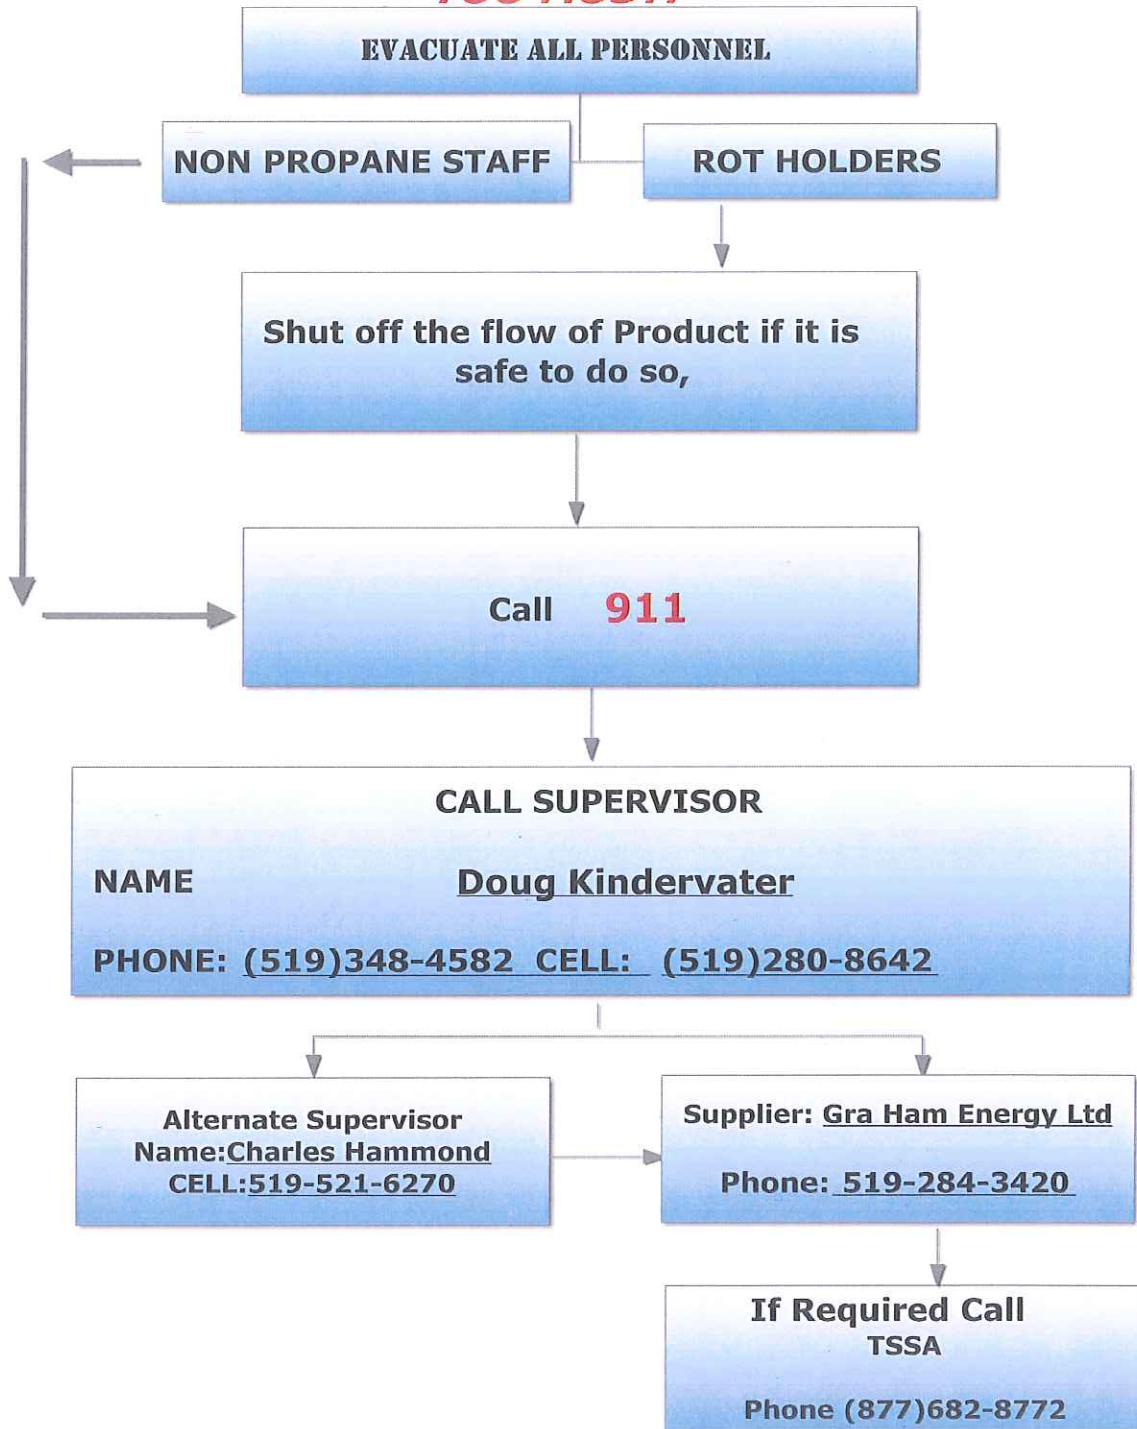 EVACUATE ALL PERSONNEL
NON PROPANE STAFF
ROT HOLDERS
Shut off the flow of Product if it is
safe to do so,
Call 911
CALL SUPERVISOR
NAME Doug Kindervater
PHONE: (519)348-4582 CELL: (519)280-8642
Alternate Supervisor
Name:Charles Hammond
CELL:519-521-6270
Supplier: Gra Ham Energy Ltd
Phone: 519-284-3420
If Required Call
TSSA
Phone (877)682-8772